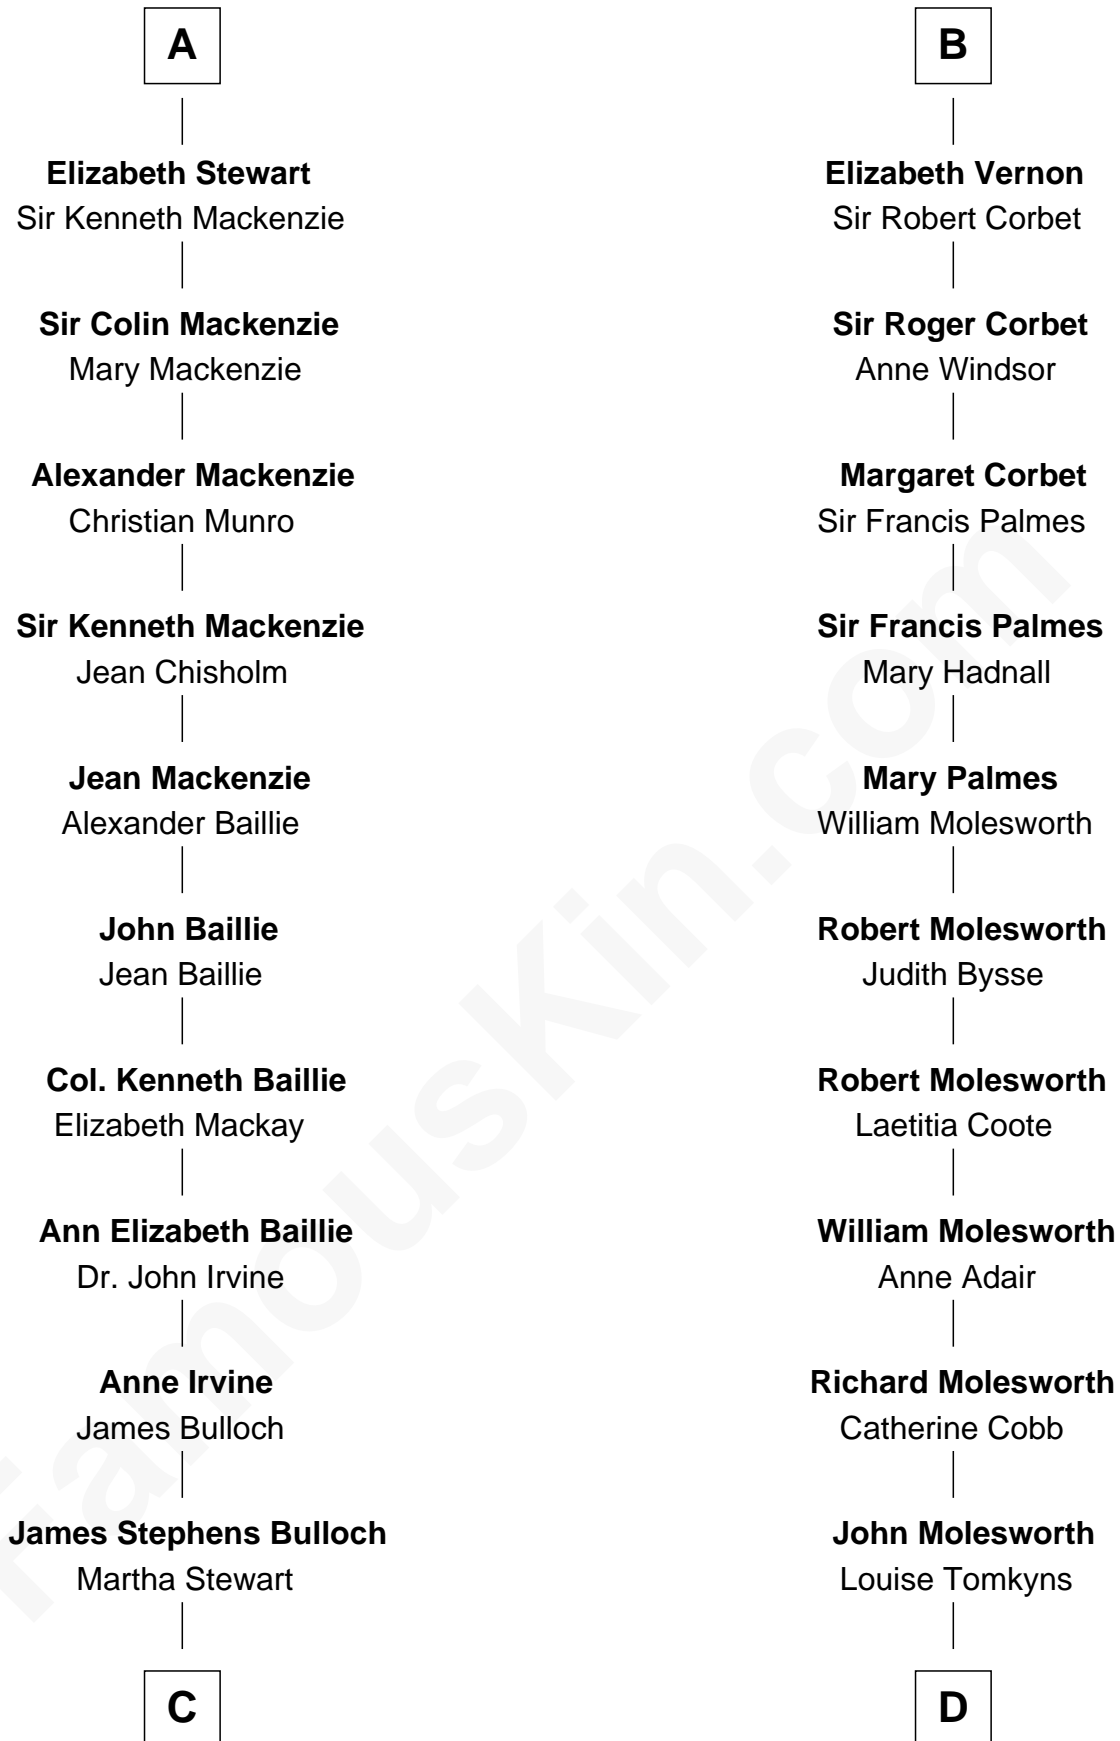 A
Elizabeth Stewart
Sir Kenneth Mackenzie
Sir Colin Mackenzie
Mary Mackenzie
Alexander Mackenzie
Christian Munro
Sir Kenneth Mackenzie
Jean Chisholm
Jean Mackenzie
Alexander Baillie
John Baillie
Jean Baillie
Col. Kenneth Baillie
Elizabeth Mackay
Ann Elizabeth Baillie
Dr. John Irvine
Anne Irvine
James Bulloch
James Stephens Bulloch
Martha Stewart
C
B
Elizabeth Vernon
Sir Robert Corbet
Sir Roger Corbet
Anne Windsor
Margaret Corbet
Sir Francis Palmes
Sir Francis Palmes
Mary Hadnall
Mary Palmes
William Molesworth
Robert Molesworth
Judith Bysse
Robert Molesworth
Laetitia Coote
William Molesworth
Anne Adair
Richard Molesworth
Catherine Cobb
John Molesworth
Louise Tomkyns
D
FamousKin.com